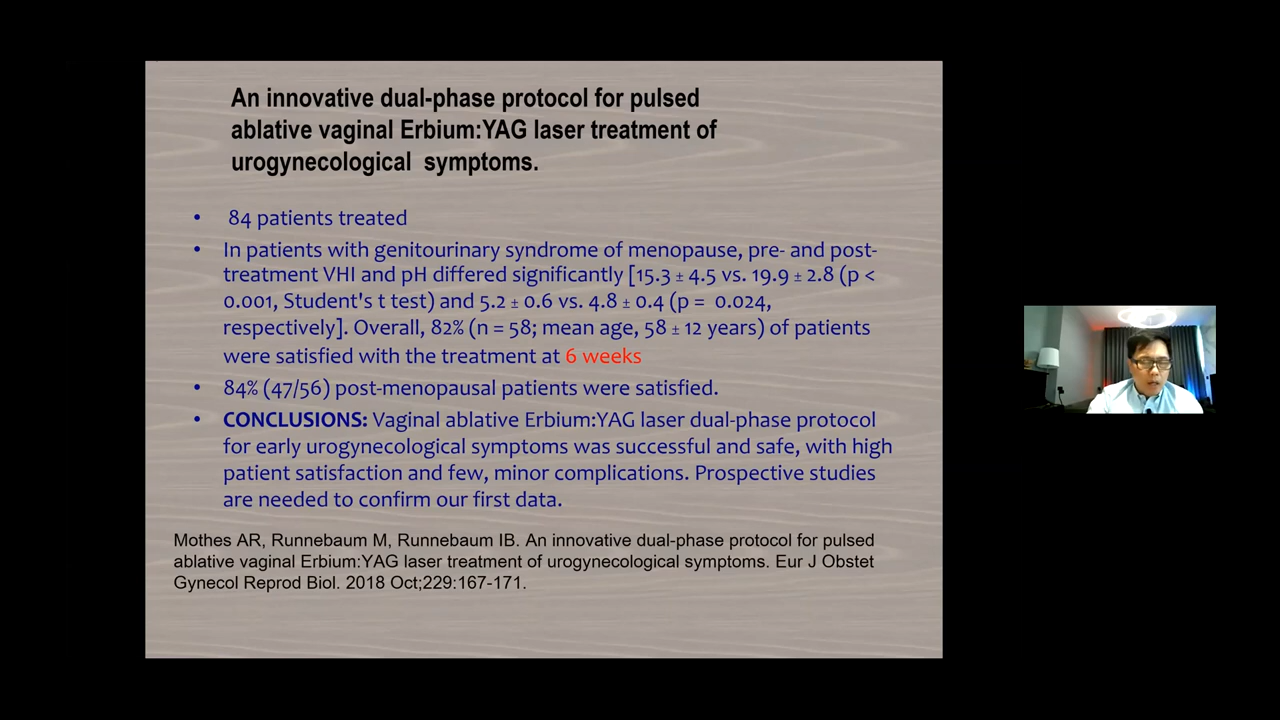 An innovative dual-phase protocol for pulsed
ablative vaginal Erbium:YAG laser treatment of
urogynecological symptoms.
• 84 patients treated
• In patients with genitourinary syndrome of menopause, pre- and post-
treatment VHI and pH differed significantly [15.3 ± 4.5 vs. 19.9 ± 2.8 (p <
0.001, Student's t test) and 5.2 ± 0.6 vs. 4.8 ± 0.4 (p = 0.024,
respectively]. Overall, 82% (n = 58; mean age, 58 ± 12 years) of patients
were satisfied with the treatment at 6 weeks
• 84% (47/56) post-menopausal patients were satisfied.
• CONCLUSIONS: Vaginal ablative Erbium:YAG laser dual-phase protocol
for early urogynecological symptoms was successful and safe, with high
patient satisfaction and few, minor complications. Prospective studies
are needed to confirm our first data.
Mothes AR, Runnebaum M, Runnebaum IB. An innovative dual-phase protocol for pulsed
ablative vaginal Erbium:YAG laser treatment of urogynecological symptoms. Eur J Obstet
Gynecol Reprod Biol. 2018 Oct;229:167-171.